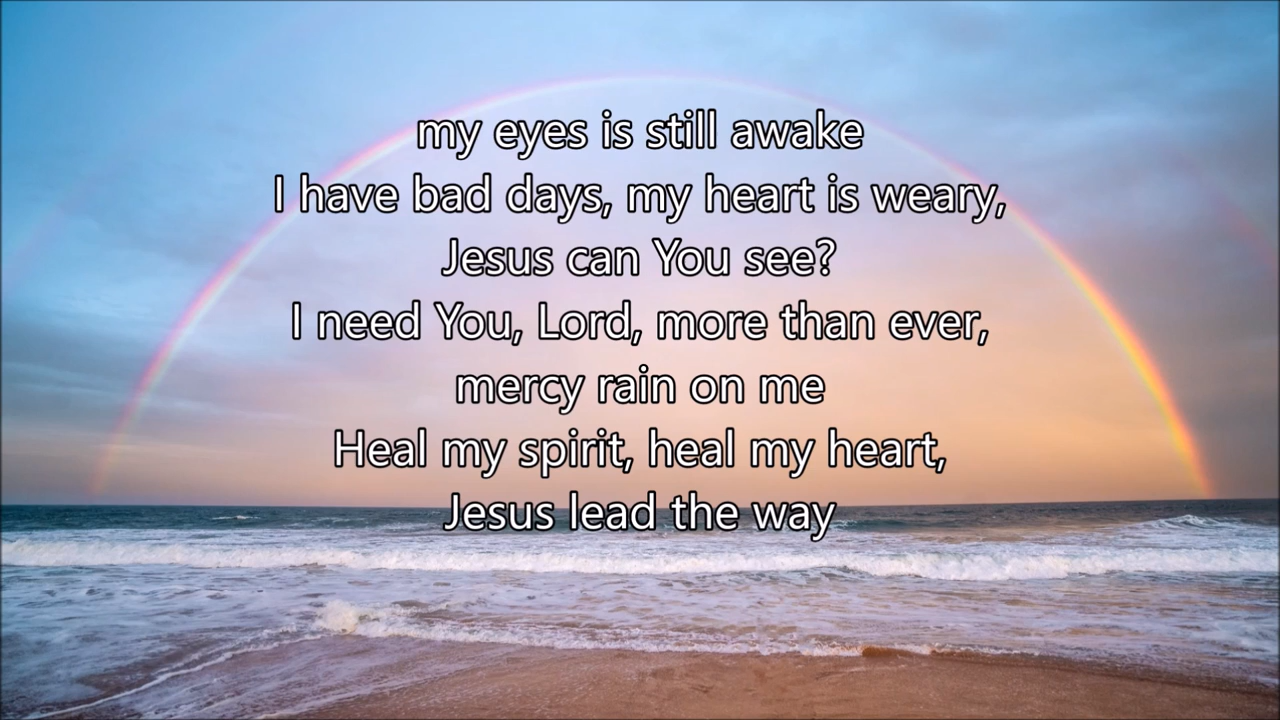 my eyes is still awake
I have bad days, my heart is weary,
Jesus can You see?
I need You, Lord, more than ever,
mercy rain on me
Heal my spirit, heal my heart,
Jesus lead the way